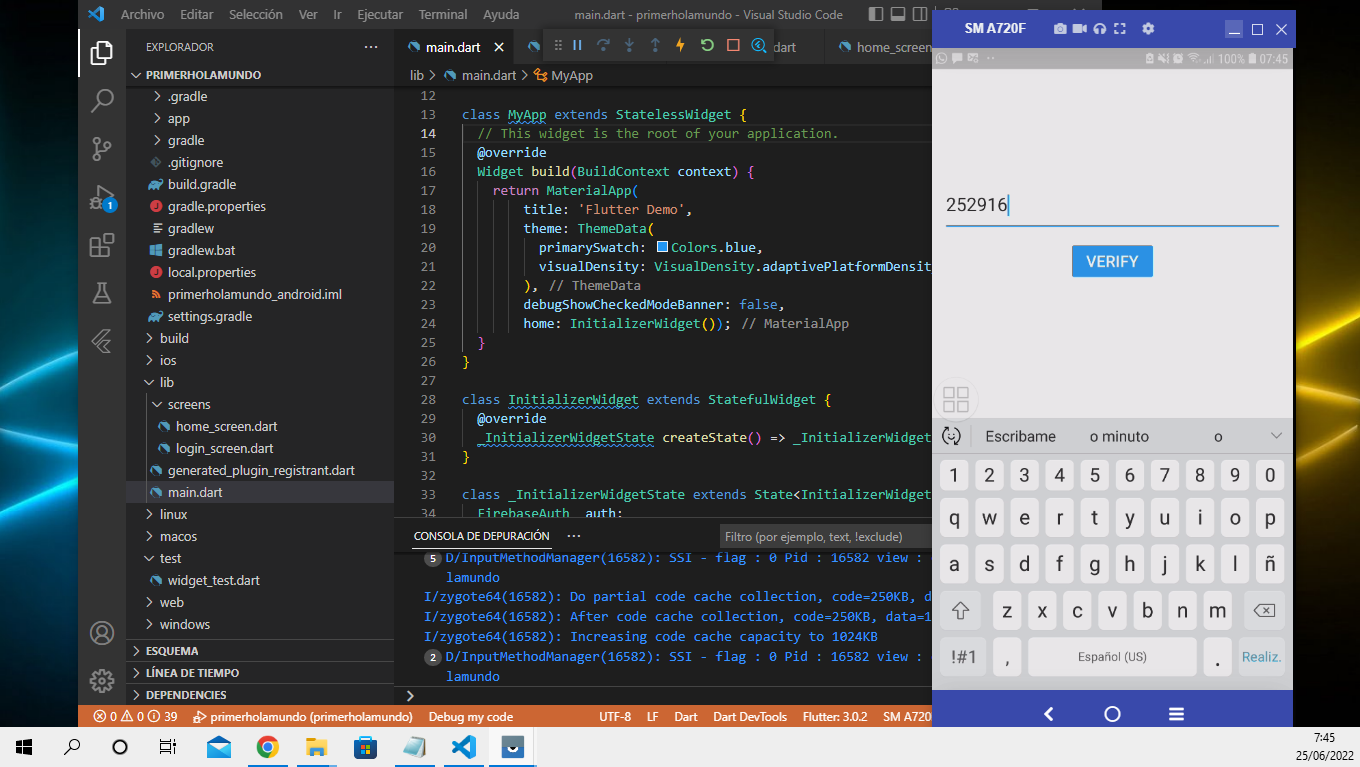 Archivo Editar Selección Ver Ir Ejecutar Terminal Ayuda main.dart - primerholamundo - Visual Studio Code
SM A720F
100% 07:45
EXPLORADOR ···
PRIMERHOLAMUNDO
.gradle
app
gradle
.gitignore
build.gradle
gradle.properties
gradlew
gradlew.bat
local.properties
primerholamundo_android.iml
settings.gradle
build
ios
lib
screens
home_screen.dart
login_screen.dart
generated_plugin_registrant.dart
main.dart
linux
macos
test
widget_test.dart
web
windows
ESQUEMA
LÍNEA DE TIEMPO
DEPENDENCIES
1
main.dart dart home_screen
lib > main.dart > MyApp
12
13 class MyApp extends StatelessWidget {
14 // This widget is the root of your application.
15 @override
16 Widget build(BuildContext context) {
17 return MaterialApp(
18 title: 'Flutter Demo',
19 theme: ThemeData(
20 primarySwatch: Colors.blue,
21 visualDensity: VisualDensity.adaptivePlatformDensit
22 ), // ThemeData
23 debugShowCheckedModeBanner: false,
24 home: InitializerWidget()); // MaterialApp
25 }
26 }
27
28 class InitializerWidget extends StatefulWidget {
29 @override
30 _InitializerWidgetState createState() => _InitializerWidget
31 }
32
33 class _InitializerWidgetState extends State<InitializerWidget
34 FirebaseAuth _auth;
CONSOLA DE DEPURACIÓN ··· Filtro (por ejemplo, text, !exclude)
5 D/InputMethodManager(16582): SSI - flag : 0 Pid : 16582 view :
lamundo
I/zygote64(16582): Do partial code cache collection, code=250KB, d
I/zygote64(16582): After code cache collection, code=250KB, data=1
I/zygote64(16582): Increasing code cache capacity to 1024KB
2 D/InputMethodManager(16582): SSI - flag : 0 Pid : 16582 view :
lamundo
>
0 0 39 primerholamundo (primerholamundo) Debug my code UTF-8 LF Dart Dart DevTools Flutter: 3.0.2 SM A720
252916
VERIFY
Escribame o minuto o
1 2 3 4 5 6 7 8 9 0
q w e r t y u i o p
a s d f g h j k l ñ
z x c v b n m
!#1 , Español (US) . Realiz.
7:45
25/06/2022